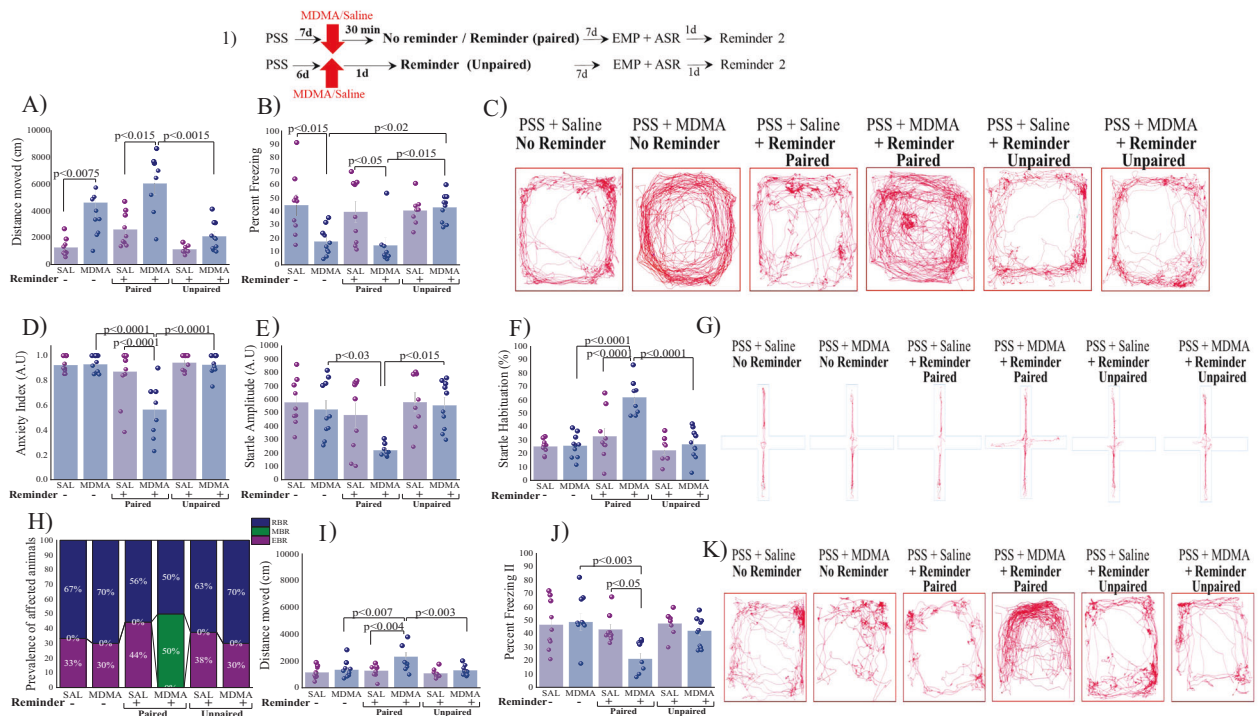 MDMA/Saline
1) PSS 7d 30 min No reminder / Reminder (paired) 7d EMP + ASR 1d Reminder 2
PSS 6d 1d Reminder (Unpaired) 7d EMP + ASR 1d Reminder 2
MDMA/Saline
A)
Distance moved (cm)
10000
8000
6000
4000
2000
0
p<0.0075
p<0.015
p<0.0015
SAL MDMA SAL MDMA SAL MDMA
Reminder - - + + + +
Paired Unpaired
B)
Percent Freezing
100
90
80
70
60
50
40
30
20
10
0
p<0.015
p<0.02
p<0.05
p<0.015
SAL MDMA SAL MDMA SAL MDMA
- - + + + +
Paired Unpaired
C)
PSS + Saline
No Reminder
PSS + MDMA
No Reminder
PSS + Saline
+ Reminder
Paired
PSS + MDMA
+ Reminder
Paired
PSS + Saline
+ Reminder
Unpaired
PSS + MDMA
+ Reminder
Unpaired
D)
Anxiety Index (A.U)
1.0
0.8
0.6
0.4
0.2
0.0
p<0.0001
p<0.0001
p<0.0001
SAL MDMA SAL MDMA SAL MDMA
Reminder - - + + + +
Paired Unpaired
E)
Startle Amplitude (A.U)
1000
900
800
700
600
500
400
300
200
100
0
p<0.03
p<0.015
SAL MDMA SAL MDMA SAL MDMA
- - + + + +
Paired Unpaired
F)
Startle Habituation (%)
100
90
80
70
60
50
40
30
20
10
0
p<0.0001
p<0.000
p<0.0001
SAL MDMA SAL MDMA SAL MDMA
Reminder - - + + + +
Paired Unpaired
G)
PSS + Saline
No Reminder
PSS + MDMA
No Reminder
PSS + Saline
+ Reminder
Paired
PSS + MDMA
+ Reminder
Paired
PSS + Saline
+ Reminder
Unpaired
PSS + MDMA
+ Reminder
Unpaired
H)
Prevalence of affected animals
100
90
80
70
60
50
40
30
20
10
0
RBR
MBR
EBR
67% 70% 56% 50% 63% 70%
0% 0% 0% 50% 0% 0%
33% 30% 44% 38% 30%
SAL MDMA SAL MDMA SAL MDMA
Reminder - - + + + +
Paired Unpaired
I)
Distance moved (cm)
10000
8000
6000
4000
2000
0
p<0.007
p<0.004
p<0.003
SAL MDMA SAL MDMA SAL MDMA
- - + + + +
Paired Unpaired
J)
Percent Freezing II
100
80
60
40
20
0
p<0.003
p<0.05
SAL MDMA SAL MDMA SAL MDMA
Reminder - - + + + +
Paired Unpaired
K)
PSS + Saline
No Reminder
PSS + MDMA
No Reminder
PSS + Saline
+ Reminder
Paired
PSS + MDMA
+ Reminder
Paired
PSS + Saline
+ Reminder
Unpaired
PSS + MDMA
+ Reminder
Unpaired